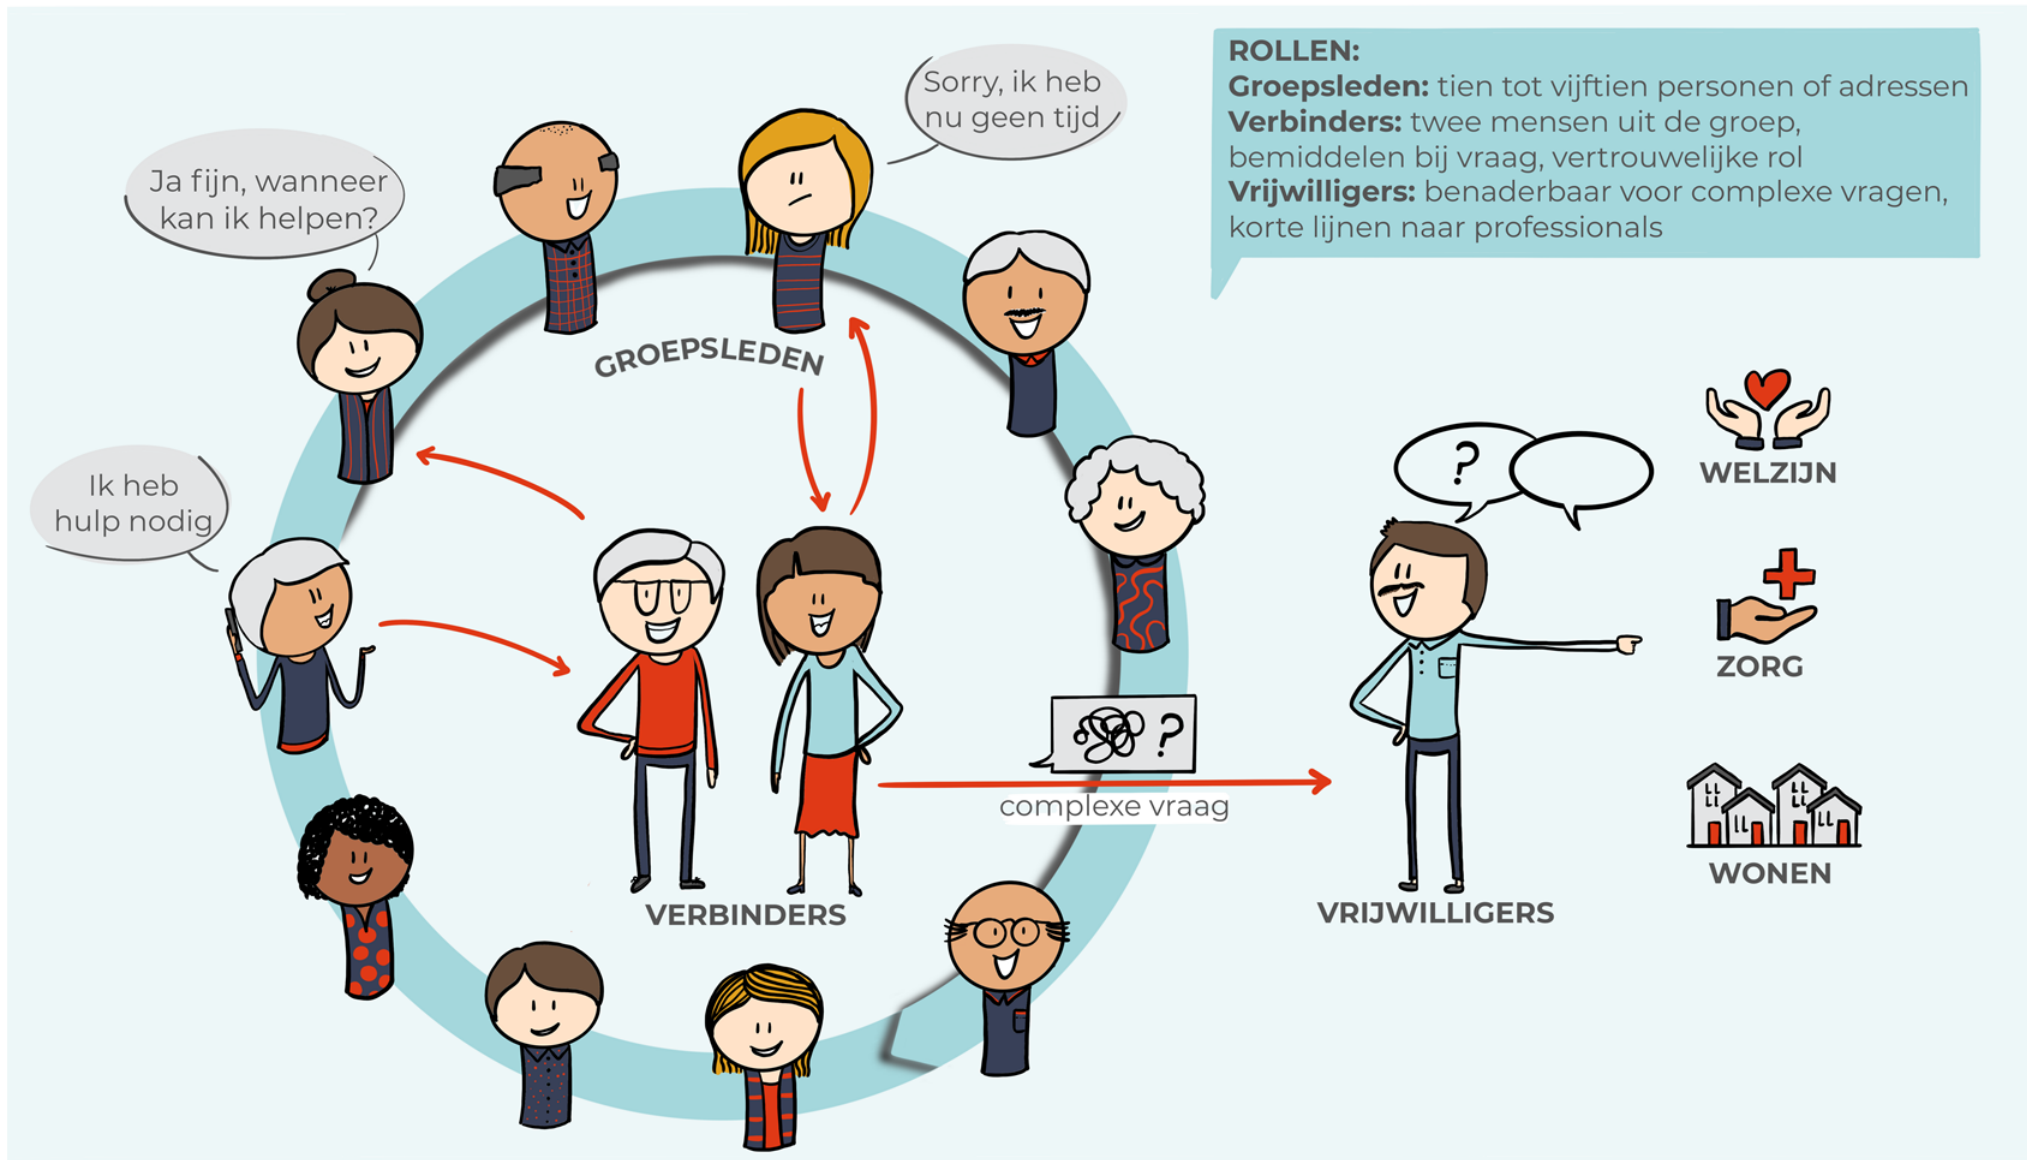 Sorry, ik heb
nu geen tijd
ROLLEN:
Groepsleden: tien tot vijftien personen of adressen
Verbinders: twee mensen uit de groep,
bemiddelen bij vraag, vertrouwelijke rol
Vrijwilligers: benaderbaar voor complexe vragen,
korte lijnen naar professionals
Ja fijn, wanneer
kan ik helpen?
GROEPSLEDEN
Ik heb
hulp nodig
?
WELZIJN
ZORG
?
complexe vraag
WONEN
VERBINDERS
VRIJWILLIGERS